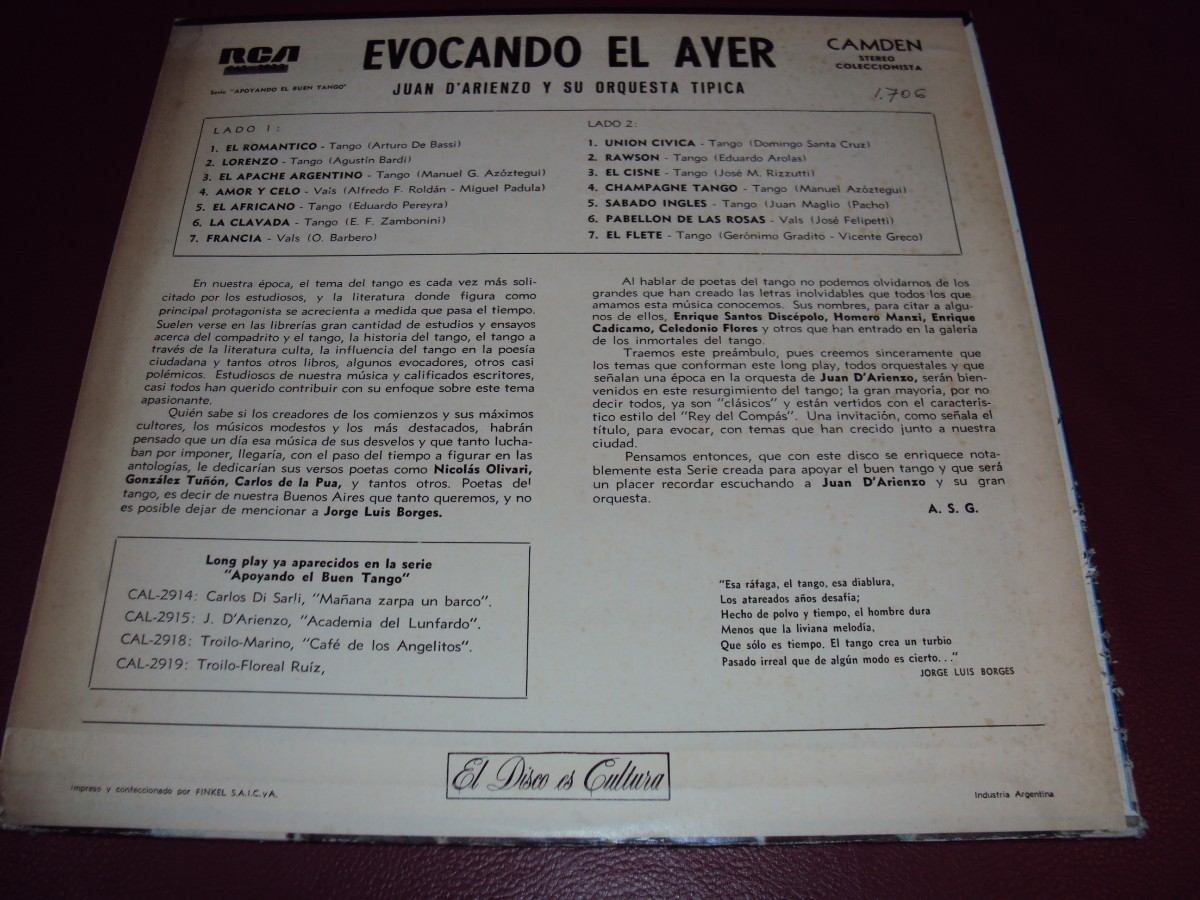 RCA
EVOCANDO EL AYER
CAMDEN
STEREO
COLECCIONISTA
Serie "APOYANDO EL BUEN TANGO"
JUAN D'ARIENZO Y SU ORQUESTA TIPICA
1.706
LADO 1:
1. EL ROMANTICO - Tango (Arturo De Bassi)
2. LORENZO - Tango (Agustín Bardi)
3. EL APACHE ARGENTINO - Tango (Manuel G. Azóztegui)
4. AMOR Y CELO - Vals (Alfredo F. Roldán - Miguel Padula)
5. EL AFRICANO - Tango (Eduardo Pereyra)
6. LA CLAVADA - Tango (E. F. Zambonini)
7. FRANCIA - Vals (O. Barbero)
LADO 2:
1. UNION CIVICA - Tango (Domingo Santa Cruz)
2. RAWSON - Tango (Eduardo Arolas)
3. EL CISNE - Tango (José M. Rizzutti)
4. CHAMPAGNE TANGO - Tango (Manuel Azóztegui)
5. SABADO INGLES - Tango (Juan Maglio (Pacho)
6. PABELLON DE LAS ROSAS - Vals (José Felipetti)
7. EL FLETE - Tango (Gerónimo Gradito - Vicente Greco)
En nuestra época, el tema del tango es cada vez más soli-
citado por los estudiosos, y la literatura donde figura como
principal protagonista se acrecienta a medida que pasa el tiempo.
Suelen verse en las librerías gran cantidad de estudios y ensayos
acerca del compadrito y el tango, la historia del tango, el tango a
través de la literatura culta, la influencia del tango en la poesía
ciudadana y tantos otros libros, algunos evocadores, otros casi
polémicos. Estudiosos de nuestra música y calificados escritores,
casi todos han querido contribuir con su enfoque sobre este tema
apasionante.
Quién sabe si los creadores de los comienzos y sus máximos
cultores, los músicos modestos y los más destacados, habrán
pensado que un día esa música de sus desvelos y que tanto lucha-
ban por imponer, llegaría, con el paso del tiempo a figurar en las
antologías, le dedicarían sus versos poetas como Nicolás Olivari,
González Tuñón, Carlos de la Pua, y tantos otros. Poetas del
tango, es decir de nuestra Buenos Aires que tanto queremos, y no
es posible dejar de mencionar a Jorge Luis Borges.
Al hablar de poetas del tango no podemos olvidarnos de los
grandes que han creado las letras inolvidables que todos los que
amamos esta música conocemos. Sus nombres, para citar a algu-
nos de ellos, Enrique Santos Discépolo, Homero Manzi, Enrique
Cadícamo, Celedonio Flores y otros que han entrado en la galería
de los inmortales del tango.
Traemos este preámbulo, pues creemos sinceramente que
los temas que conforman este long play, todos orquestales y que
señalan una época en la orquesta de Juan D'Arienzo, serán bien-
venidos en este resurgimiento del tango; la gran mayoría, por no
decir todos, ya son "clásicos" y están vertidos con el caracterís-
tico estilo del "Rey del Compás". Una invitación, como señala el
título, para evocar, con temas que han crecido junto a nuestra
ciudad.
Pensamos entonces, que con este disco se enriquece nota-
blemente esta Serie creada para apoyar el buen tango y que será
un placer recordar escuchando a Juan D'Arienzo y su gran
orquesta.
A. S. G.
Long play ya aparecidos en la serie
"Apoyando el Buen Tango"
CAL-2914: Carlos Di Sarli, "Mañana zarpa un barco".
CAL-2915: J. D'Arienzo, "Academia del Lunfardo".
CAL-2918: Troilo-Marino, "Café de los Angelitos".
CAL-2919: Troilo-Floreal Ruíz,
"Esa ráfaga, el tango, esa diablura,
Los atareados años desafía;
Hecho de polvo y tiempo, el hombre dura
Menos que la liviana melodía,
Que sólo es tiempo. El tango crea un turbio
Pasado irreal que de algún modo es cierto..."
JORGE LUIS BORGES
El Disco es Cultura
Impreso y confeccionado por FINKEL S.A.I.C. y A.
Industria Argentina